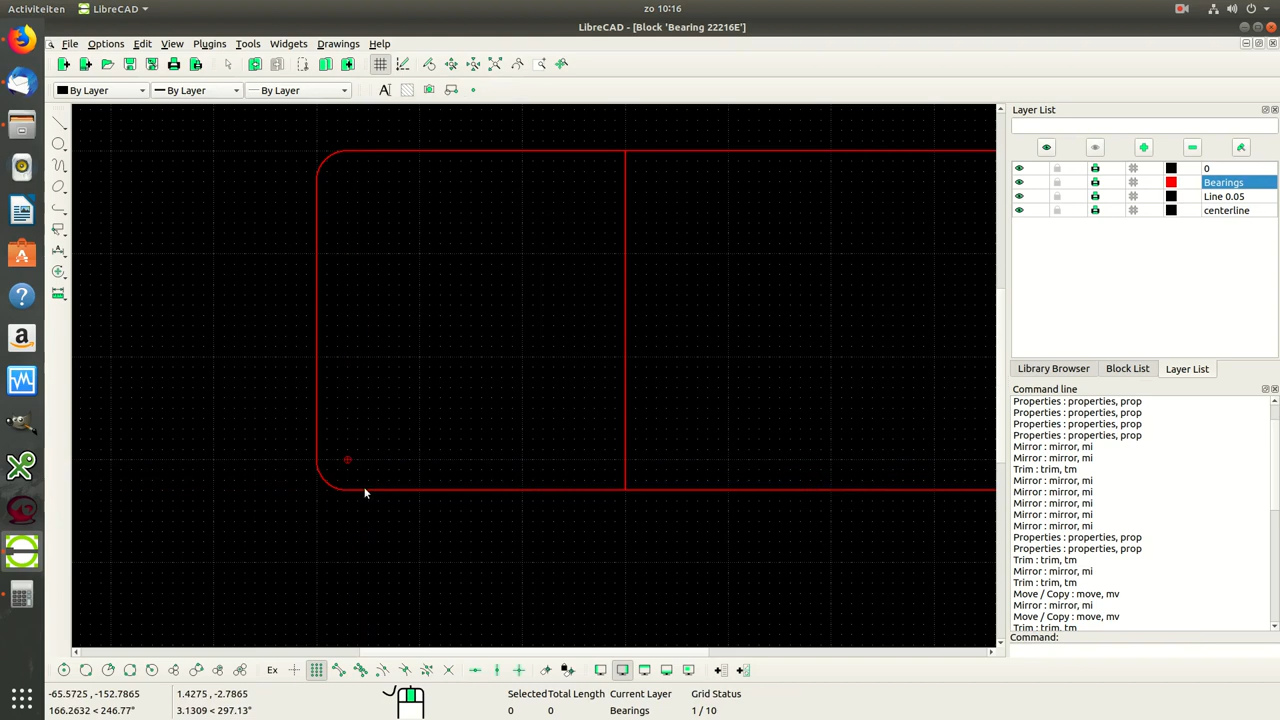 Activiteiten
LibreCAD
zo 10:16
LibreCAD - [Block 'Bearing 22216E']
File Options Edit View Plugins Tools Widgets Drawings Help
By Layer By Layer By Layer
Layer List
0
Bearings
Line 0.05
centerline
Library Browser Block List Layer List
Command line
Properties : properties, prop
Properties : properties, prop
Properties : properties, prop
Properties : properties, prop
Mirror : mirror, mi
Mirror : mirror, mi
Trim : trim, tm
Mirror : mirror, mi
Mirror : mirror, mi
Mirror : mirror, mi
Mirror : mirror, mi
Mirror : mirror, mi
Properties : properties, prop
Properties : properties, prop
Trim : trim, tm
Mirror : mirror, mi
Trim : trim, tm
Move / Copy : move, mv
Mirror : mirror, mi
Move / Copy : move, mv
Trim : trim, tm
Command:
Ex
-65.5725 , -152.7865 1.4275 , -2.7865 Selected Total Length Current Layer Grid Status
166.2632 < 246.77° 3.1309 < 297.13° 0 0 Bearings 1 / 10